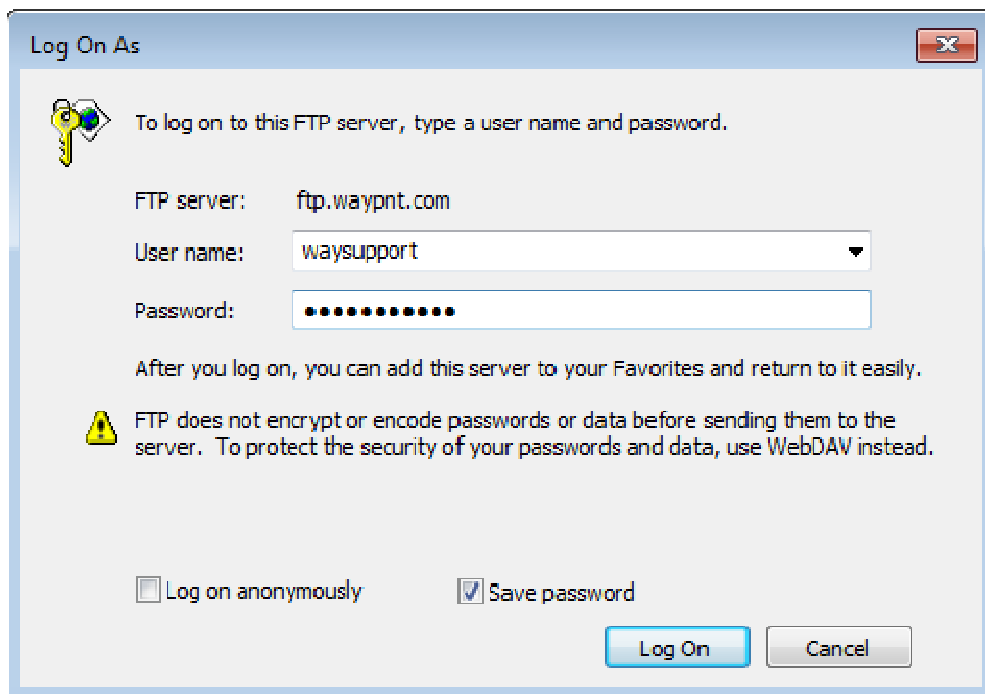 Log On As
To log on to this FTP server, type a user name and password.
FTP server: ftp.waypnt.com
User name: waysupport
Password: •••••••••••
After you log on, you can add this server to your Favorites and return to it easily.
FTP does not encrypt or encode passwords or data before sending them to the
server. To protect the security of your passwords and data, use WebDAV instead.
Log on anonymously Save password
Log On Cancel